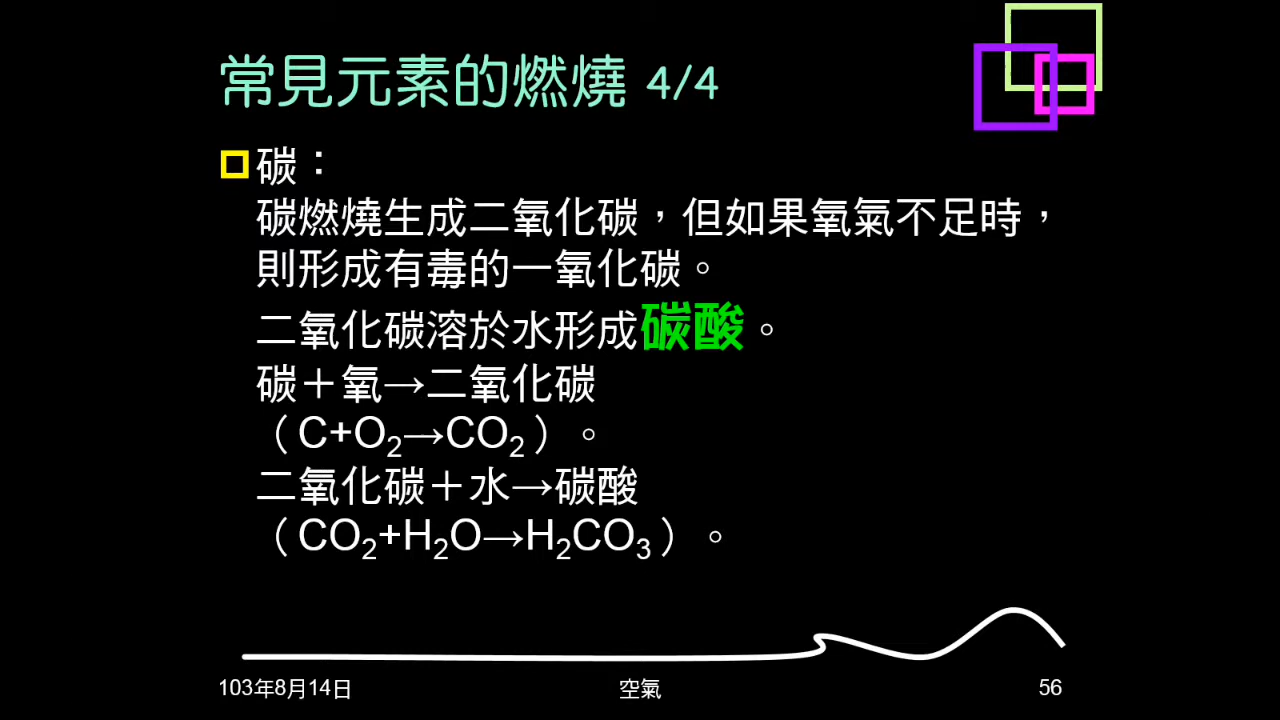 常見元素的燃燒 4/4
碳：
碳燃燒生成二氧化碳，但如果氧氣不足時，
則形成有毒的一氧化碳。
二氧化碳溶於水形成碳酸。
碳＋氧→二氧化碳
（C+O₂→CO₂）。
二氧化碳＋水→碳酸
（CO₂+H₂O→H₂CO₃）。
103年8月14日
空氣
56